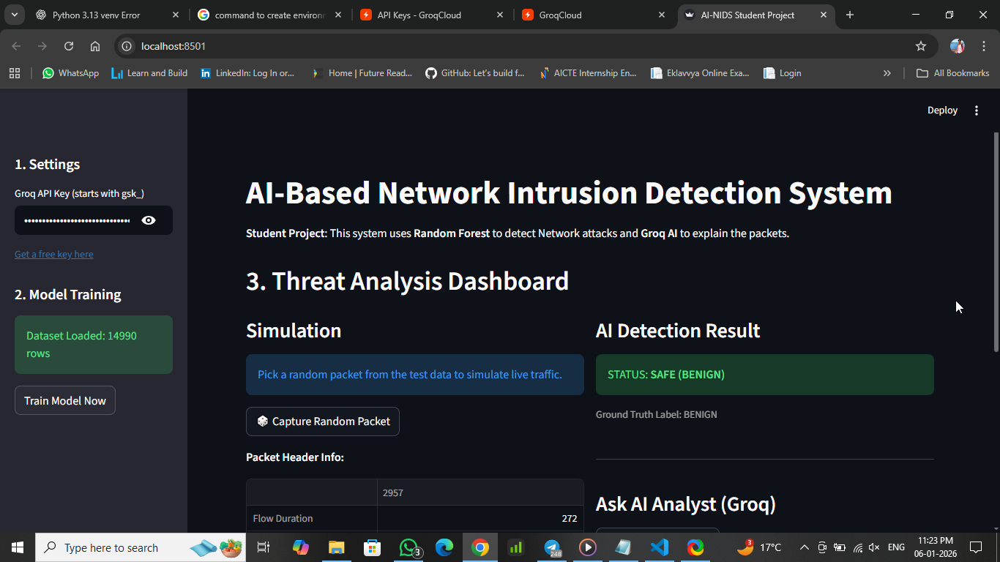 Python 3.13 venv Error
command to create environm
API Keys - GroqCloud
GroqCloud
AI-NIDS Student Project
localhost:8501
WhatsApp
Learn and Build
LinkedIn: Log In or...
Home | Future Read...
GitHub: Let's build f...
AICTE Internship En...
Eklavvya Online Exa...
Login
All Bookmarks
Deploy
1. Settings
Groq API Key (starts with gsk_)
Get a free key here
2. Model Training
Dataset Loaded: 14990
rows
Train Model Now
AI-Based Network Intrusion Detection System
Student Project: This system uses Random Forest to detect Network attacks and Groq AI to explain the packets.
3. Threat Analysis Dashboard
Simulation
Pick a random packet from the test data to simulate live traffic.
Capture Random Packet
Packet Header Info:
2957
Flow Duration 272
AI Detection Result
STATUS: SAFE (BENIGN)
Ground Truth Label: BENIGN
Ask AI Analyst (Groq)
Type here to search
3
248
3
17°C
ENG
11:23 PM
06-01-2026